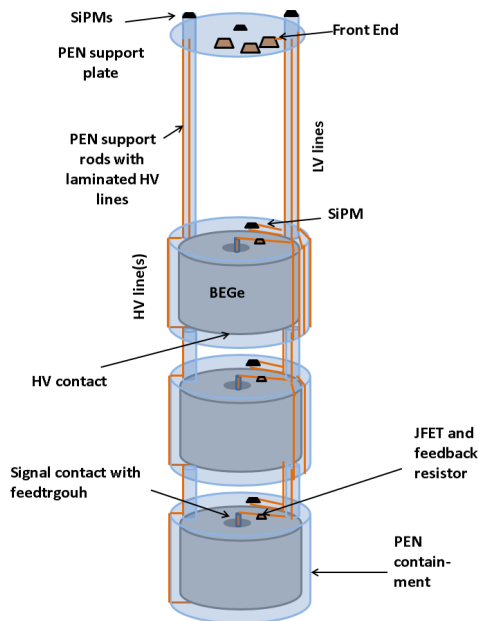 SiPMs
Front End
PEN support
plate
PEN support
rods with
laminated HV
lines
LV lines
SiPM
HV line(s)
BEGe
HV contact
JFET and
feedback
resistor
Signal contact with
feedtrgouh
PEN
contain-
ment